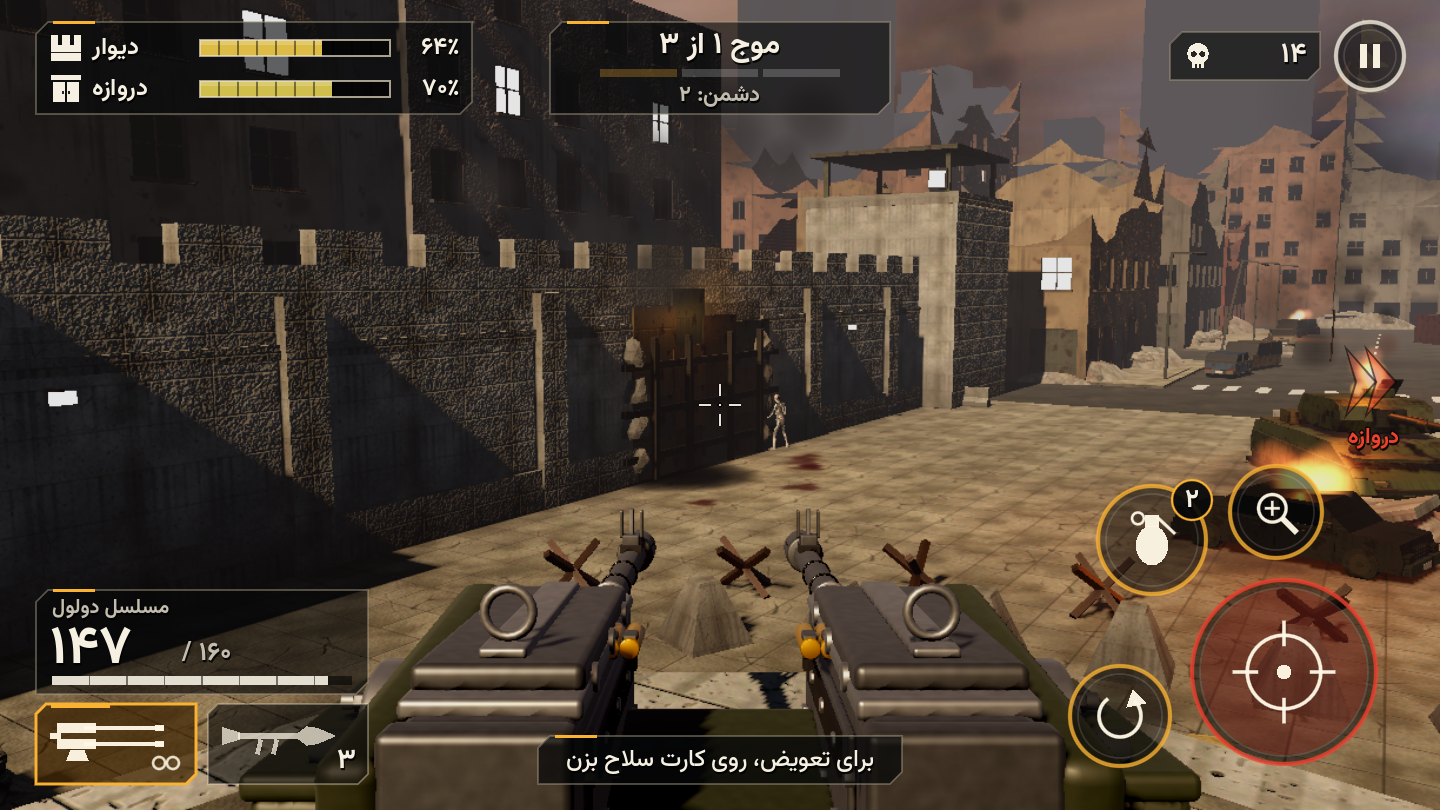 دیوار ۶۴٪
دروازه ۷۰٪
موج ۱ از ۳
دشمن: ۲
۱۴
دروازه
۲
مسلسل دولول
۱۴۷ / ۱۶۰
∞
۳
برای تعویض، روی کارت سلاح بزن